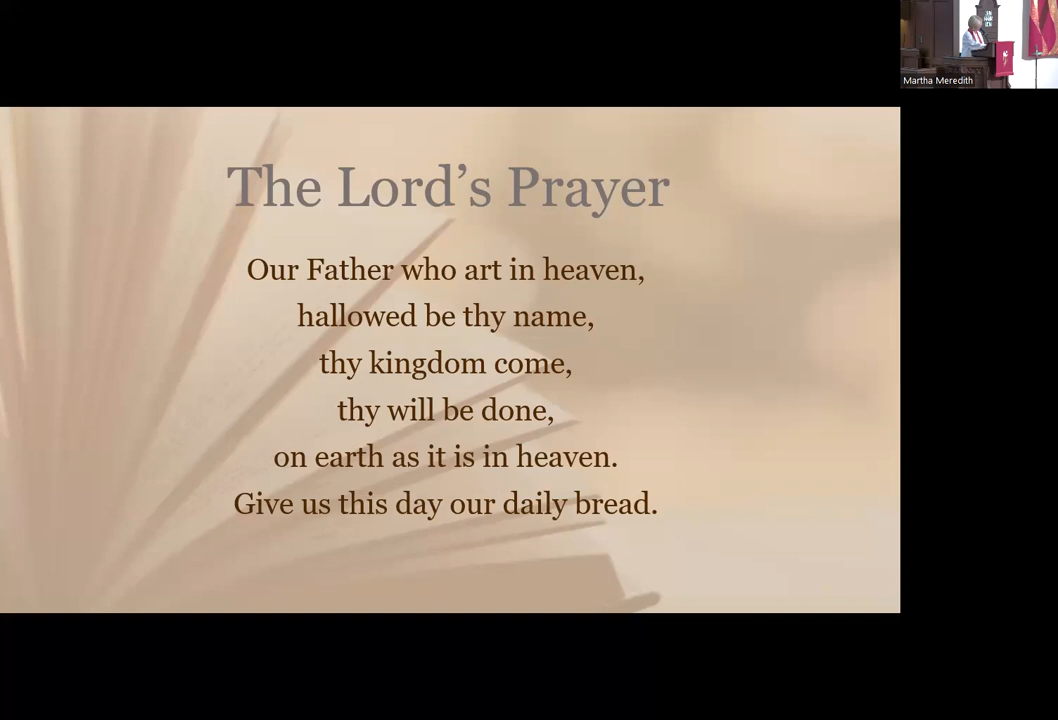 Martha Meredith
The Lord’s Prayer
Our Father who art in heaven,
hallowed be thy name,
thy kingdom come,
thy will be done,
on earth as it is in heaven.
Give us this day our daily bread.